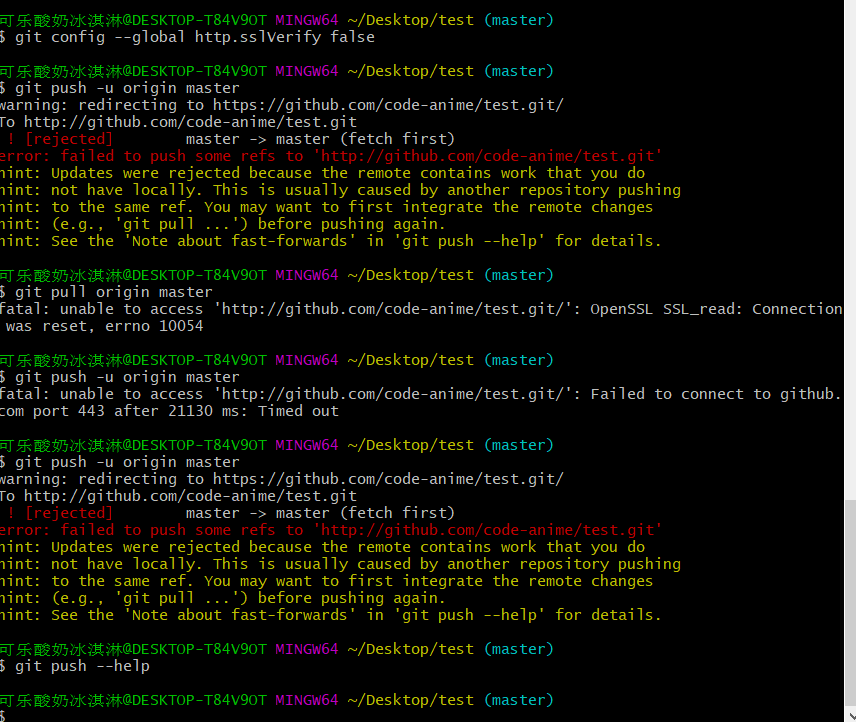 可乐酸奶冰淇淋@DESKTOP-T84V9OT MINGW64 ~/Desktop/test (master)
$ git config --global http.sslVerify false
可乐酸奶冰淇淋@DESKTOP-T84V9OT MINGW64 ~/Desktop/test (master)
$ git push -u origin master
warning: redirecting to https://github.com/code-anime/test.git/
To http://github.com/code-anime/test.git
! [rejected] master -> master (fetch first)
error: failed to push some refs to 'http://github.com/code-anime/test.git'
hint: Updates were rejected because the remote contains work that you do
hint: not have locally. This is usually caused by another repository pushing
hint: to the same ref. You may want to first integrate the remote changes
hint: (e.g., 'git pull ...') before pushing again.
hint: See the 'Note about fast-forwards' in 'git push --help' for details.
可乐酸奶冰淇淋@DESKTOP-T84V9OT MINGW64 ~/Desktop/test (master)
$ git pull origin master
fatal: unable to access 'http://github.com/code-anime/test.git/': OpenSSL SSL_read: Connection
was reset, errno 10054
可乐酸奶冰淇淋@DESKTOP-T84V9OT MINGW64 ~/Desktop/test (master)
$ git push -u origin master
fatal: unable to access 'http://github.com/code-anime/test.git/': Failed to connect to github.
com port 443 after 21130 ms: Timed out
可乐酸奶冰淇淋@DESKTOP-T84V9OT MINGW64 ~/Desktop/test (master)
$ git push -u origin master
warning: redirecting to https://github.com/code-anime/test.git/
To http://github.com/code-anime/test.git
! [rejected] master -> master (fetch first)
error: failed to push some refs to 'http://github.com/code-anime/test.git'
hint: Updates were rejected because the remote contains work that you do
hint: not have locally. This is usually caused by another repository pushing
hint: to the same ref. You may want to first integrate the remote changes
hint: (e.g., 'git pull ...') before pushing again.
hint: See the 'Note about fast-forwards' in 'git push --help' for details.
可乐酸奶冰淇淋@DESKTOP-T84V9OT MINGW64 ~/Desktop/test (master)
$ git push --help
可乐酸奶冰淇淋@DESKTOP-T84V9OT MINGW64 ~/Desktop/test (master)
$